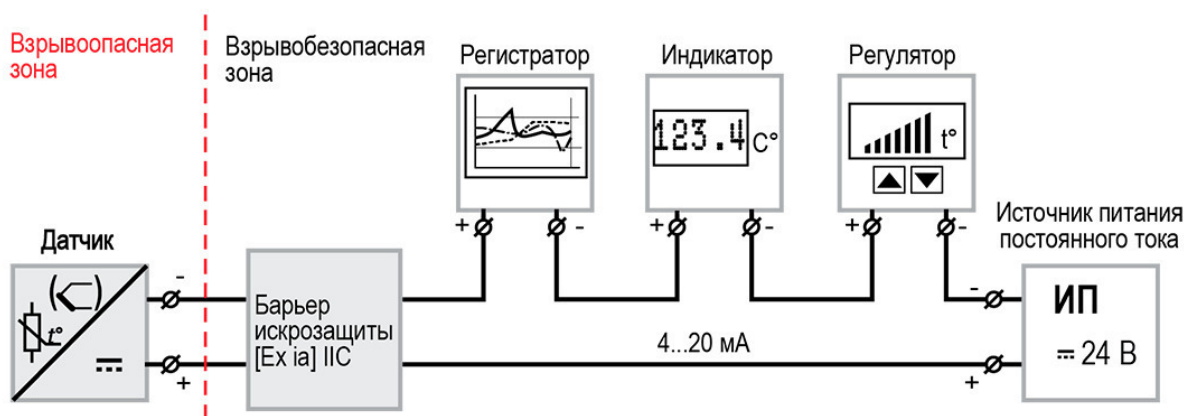 Взрывоопасная
зона
Взрывобезопасная
зона
Регистратор
Индикатор
Регулятор
123.4 C°
t°
+ -
+ -
+ -
Источник питания
постоянного тока
Датчик
t°
-
+
Барьер
искрозащиты
[Ex ia] IIC
4...20 мА
-
+
ИП
24 В